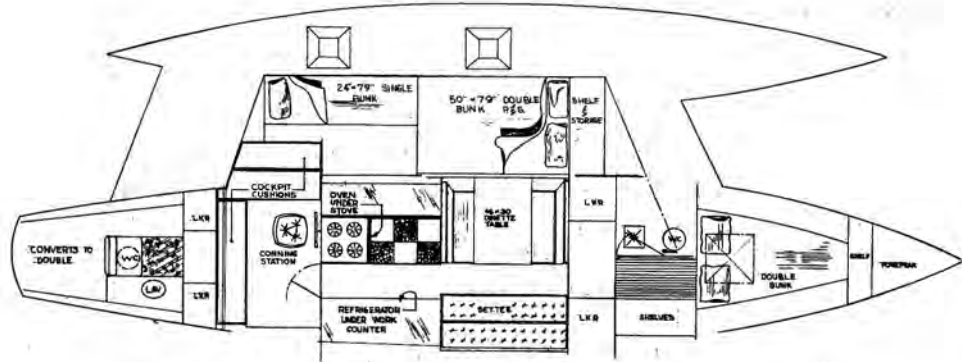 24"×79" SINGLE
BUNK
50"×79" DOUBLE
BUNK P&S.
SHELF
&
STORAGE
COCKPIT
CUSHIONS
OVEN
UNDER
STOVE
46×30
DINETTE
TABLE
LKR
LKR
CONVERTS TO
DOUBLE.
WC
LAV
LKR
CONNING
STATION
WC
DOUBLE
BUNK
SHELF
FOREPEAK
REFRIGERATOR
UNDER WORK
COUNTER
SETTEE
LKR
SHELVES